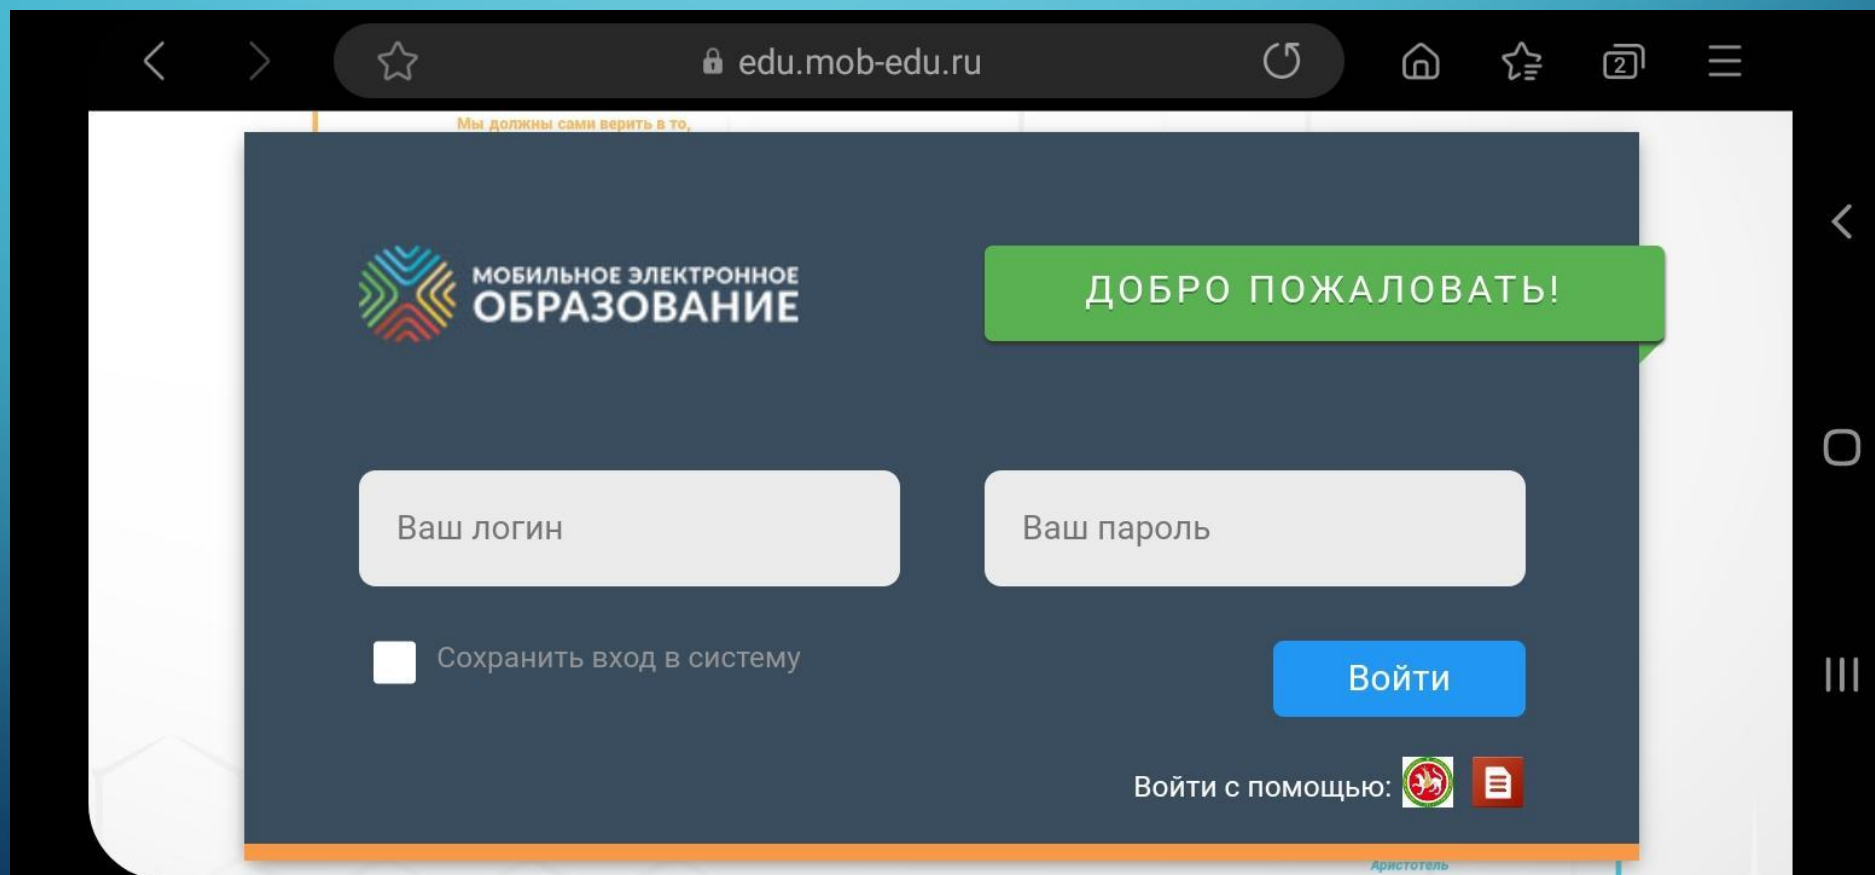 edu.mob-edu.ru
2
Мы должны сами верить в то,
МОБИЛЬНОЕ ЭЛЕКТРОННОЕ
ОБРАЗОВАНИЕ
ДОБРО ПОЖАЛОВАТЬ!
Ваш логин
Ваш пароль
Сохранить вход в систему
Войти
Войти с помощью:
Аристотель